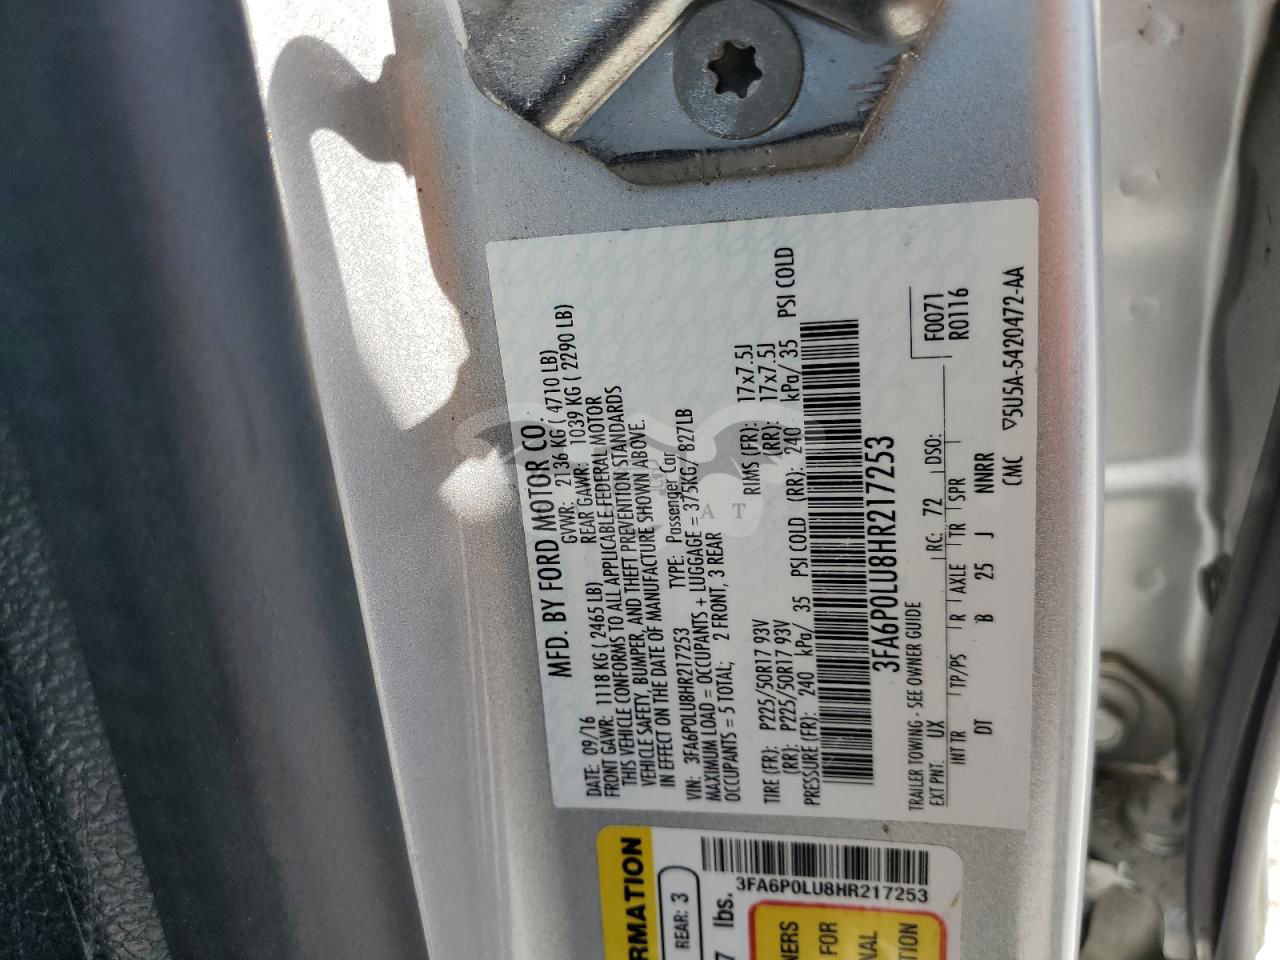 MFD. BY FORD MOTOR CO.
DATE: 09/16 GVWR: 2136 KG ( 4710 LB)
FRONT GAWR: 1118 KG ( 2465 LB) REAR GAWR: 1039 KG ( 2290 LB)
THIS VEHICLE CONFORMS TO ALL APPLICABLE FEDERAL MOTOR
VEHICLE SAFETY, BUMPER, AND THEFT PREVENTION STANDARDS
IN EFFECT ON THE DATE OF MANUFACTURE SHOWN ABOVE.
VIN: 3FA6P0LU8HR217253 TYPE: Passenger Car
MAXIMUM LOAD = OCCUPANTS + LUGGAGE = 375KG/ 827LB
OCCUPANTS = 5 TOTAL; 2 FRONT, 3 REAR
TIRE (FR): P225/50R17 93V RIMS (FR): 17x7.5J
(RR): P225/50R17 93V (RR): 17x7.5J
PRESSURE (FR): 240 kPa/ 35 PSI COLD (RR): 240 kPa/ 35 PSI COLD
3FA6P0LU8HR217253
TRAILER TOWING - SEE OWNER GUIDE
F0071
R0116
EXT PNT: UX RC: 72 DSO:
INT TR TP/PS R AXLE TR SPR
DT B 25 J NNRR
CMC ▽5U5A-5420472-AA
RMATION
REAR: 3
7 lbs.
3FA6P0LU8HR217253
NERS
FOR
NAL
TION
A T